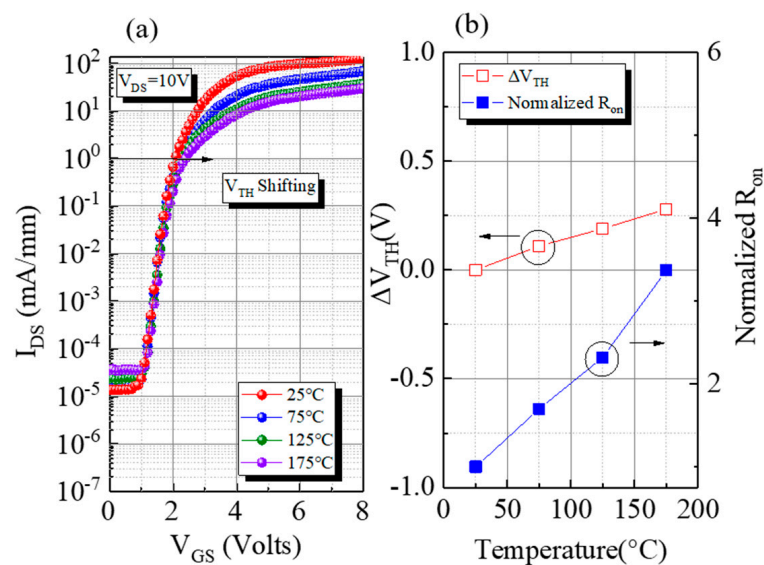 (a)
(b)
V_DS=10V
V_TH Shifting
25°C
75°C
125°C
175°C
10²
10¹
10⁰
10⁻¹
10⁻²
10⁻³
10⁻⁴
10⁻⁵
10⁻⁶
10⁻⁷
I_DS (mA/mm)
0 2 4 6 8
V_GS (Volts)
ΔV_TH
Normalized R_on
1.0
0.5
0.0
-0.5
-1.0
ΔV_TH(V)
6
4
2
Normalized R_on
0 50 100 150 200
Temperature(°C)